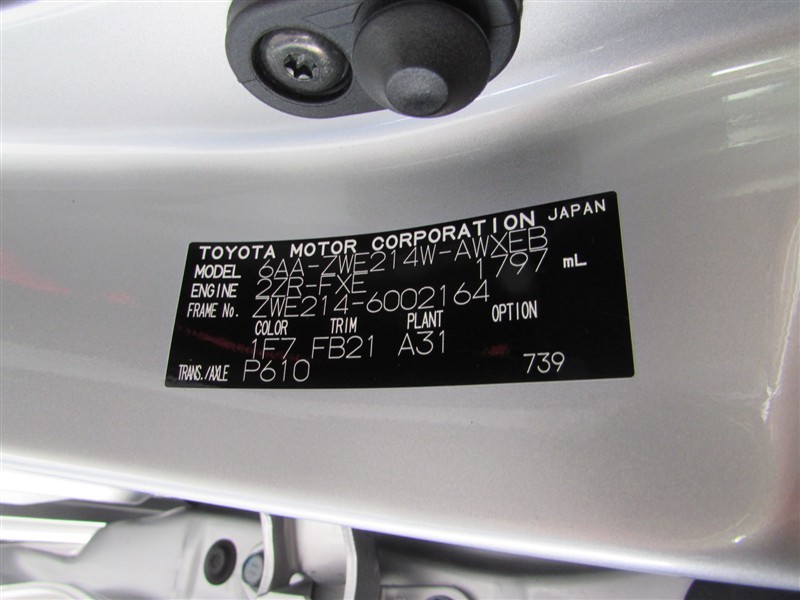 TOYOTA MOTOR CORPORATION JAPAN
MODEL 6AA-ZWE214W-AWXEB
ENGINE 2ZR-FXE 1797 mL
FRAME No. ZWE214-6002164
COLOR TRIM PLANT OPTION
1F7 FB21 A31
TRANS./AXLE P610 739